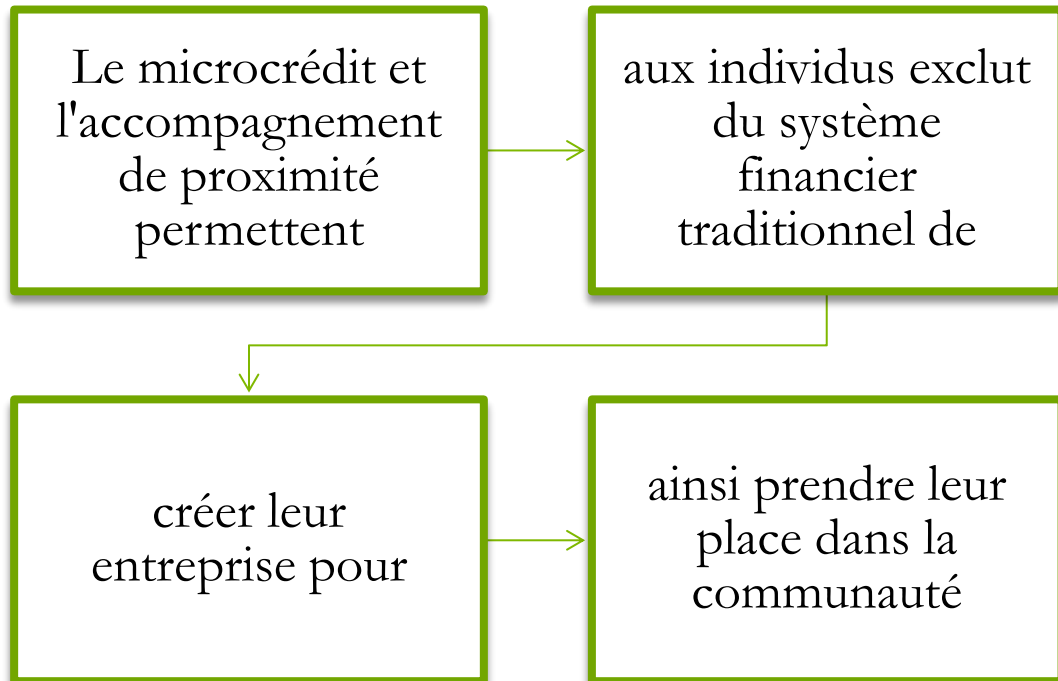 Le microcrédit et
l'accompagnement
de proximité
permettent
aux individus exclut
du système
financier
traditionnel de
créer leur
entreprise pour
ainsi prendre leur
place dans la
communauté